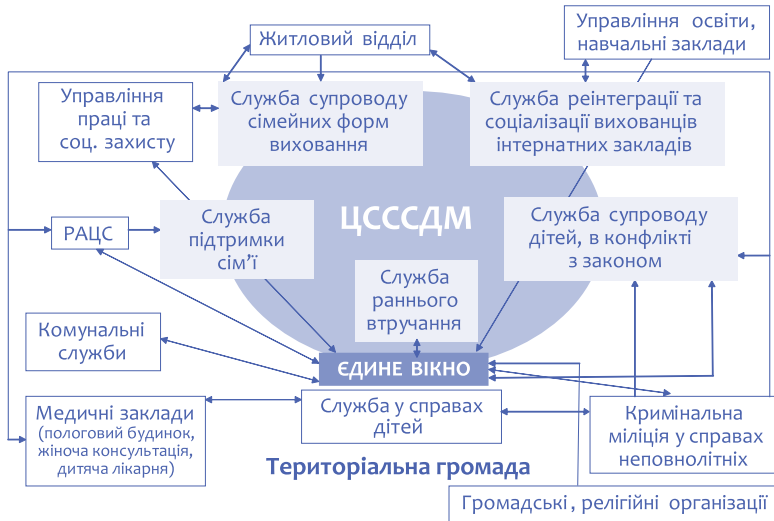 Житловий відділ
Управління освіти,
навчальні заклади
Управління
праці та
соц. захисту
Служба супроводу
сімейних форм
виховання
Служба реінтеграції та
соціалізації вихованців
інтернатних закладів
ЦСССДМ
РАЦС
Служба
підтримки
сім’ї
Служба супроводу
дітей, в конфлікті
з законом
Служба
раннього
втручання
Комунальні
служби
ЄДИНЕ ВІКНО
Медичні заклади
(пологовий будинок,
жіноча консультація,
дитяча лікарня)
Служба у справах
дітей
Кримінальна
міліція у справах
неповнолітніх
Територіальна громада
Громадські, релігійні організації